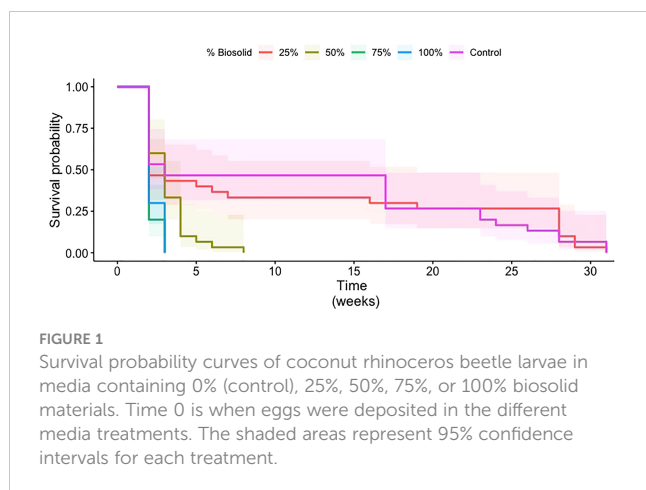 % Biosolid 25% 50% 75% 100% Control
1.00
0.75
0.50
0.25
0.00
Survival probability
0 5 10 15 20 25 30
Time
(weeks)
FIGURE 1
Survival probability curves of coconut rhinoceros beetle larvae in
media containing 0% (control), 25%, 50%, 75%, or 100% biosolid
materials. Time 0 is when eggs were deposited in the different
media treatments. The shaded areas represent 95% confidence
intervals for each treatment.